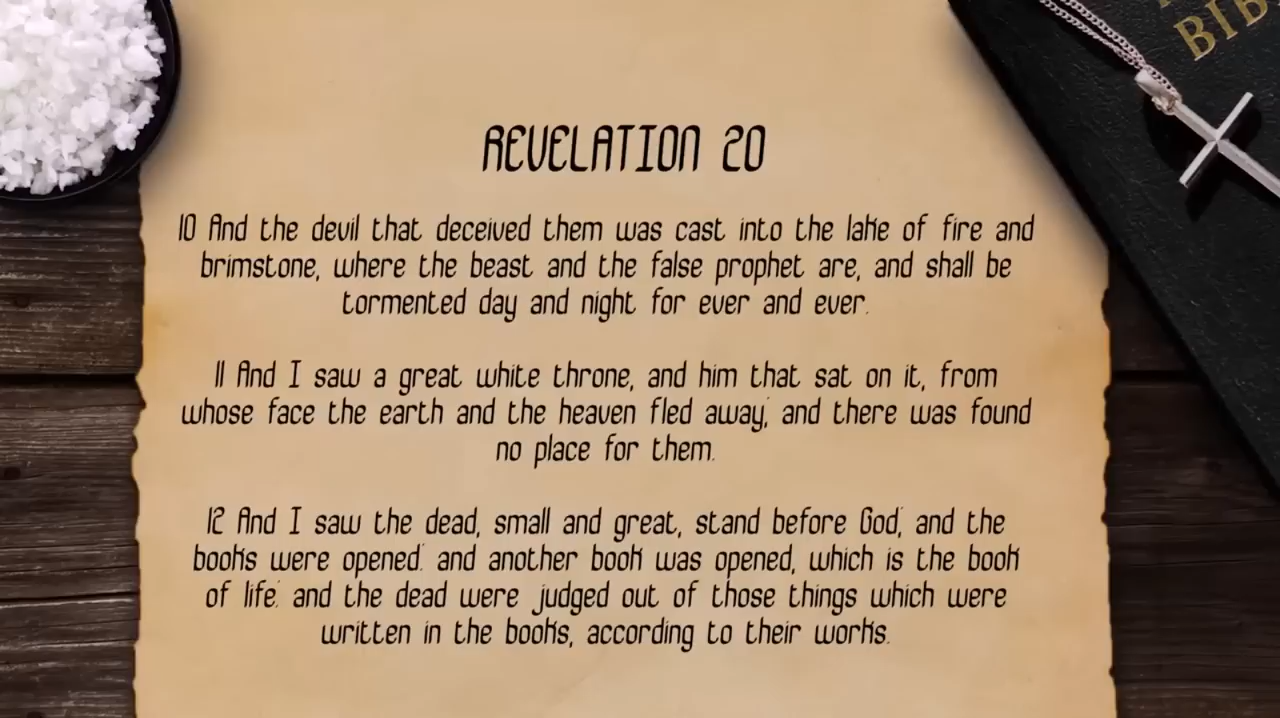 BIB
REVELATION 20
10 And the devil that deceived them was cast into the lake of fire and
brimstone, where the beast and the false prophet are, and shall be
tormented day and night for ever and ever.
11 And I saw a great white throne, and him that sat on it, from
whose face the earth and the heaven fled away; and there was found
no place for them.
12 And I saw the dead, small and great, stand before God; and the
books were opened: and another book was opened, which is the book
of life: and the dead were judged out of those things which were
written in the books, according to their works.